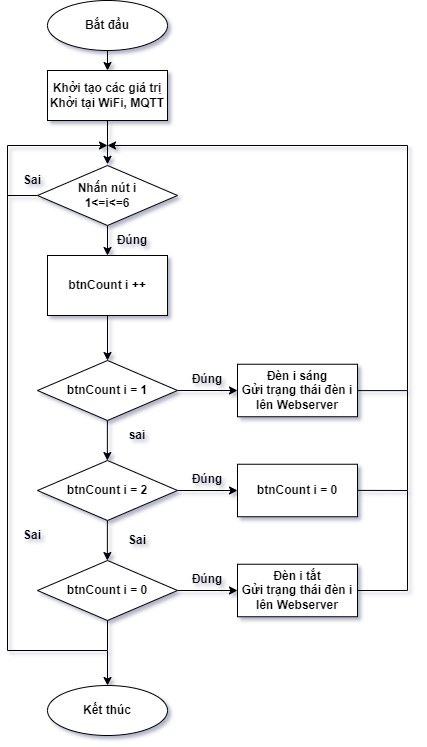 Bắt đầu
Khởi tạo các giá trị
Khởi tại WiFi, MQTT
Sai
Nhấn nút i
1<=i<=6
Đúng
btnCount i ++
btnCount i = 1
Đúng
Đèn i sáng
Gửi trạng thái đèn i
lên Webserver
sai
btnCount i = 2
Đúng
btnCount i = 0
Sai
Sai
btnCount i = 0
Đúng
Đèn i tắt
Gửi trạng thái đèn i
lên Webserver
Kết thúc